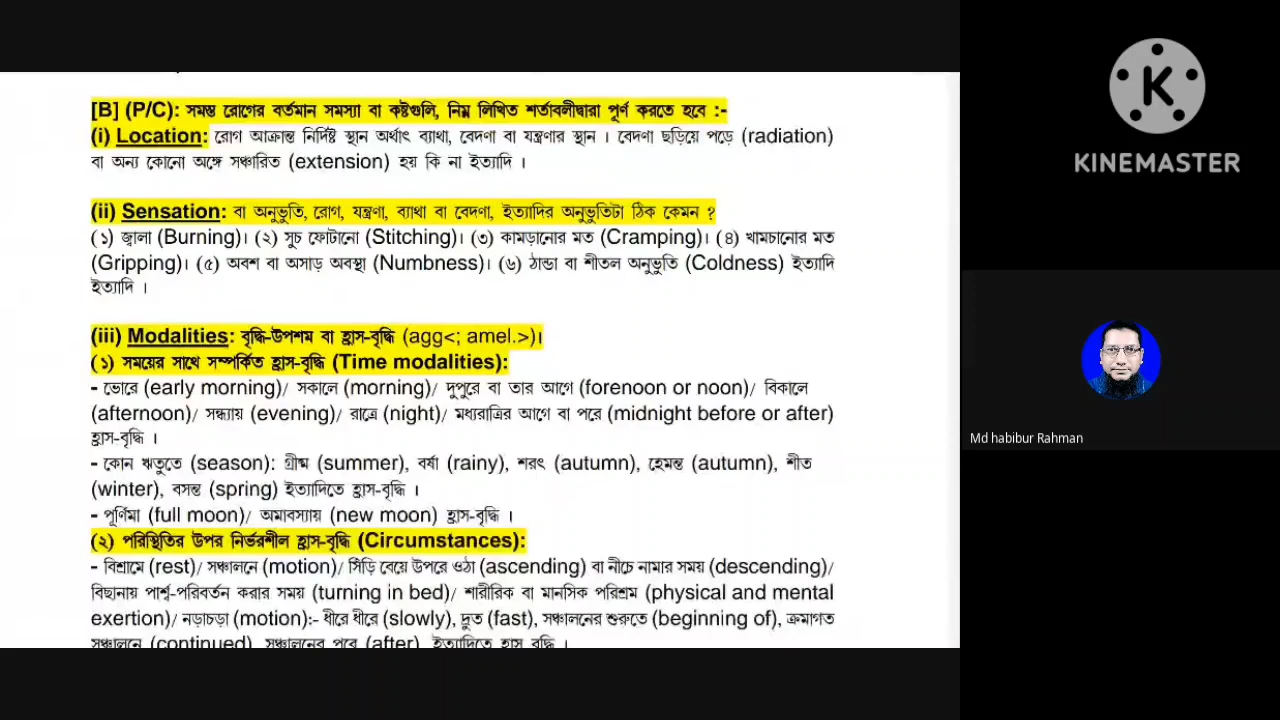 [B] (P/C): সমস্ত রোগের বর্তমান সমস্যা বা কষ্টগুলি, নিম্ন লিখিত শর্তাবলীদ্বারা পূর্ণ করতে হবে :-
(i) Location: রোগ আক্রান্ত নির্দিষ্ট স্থান অর্থাৎ ব্যাথা, বেদণা বা যন্ত্রণার স্থান । বেদণা ছড়িয়ে পড়ে (radiation)
বা অন্য কোনো অঙ্গে সঞ্চারিত (extension) হয় কি না ইত্যাদি ।
(ii) Sensation: বা অনুভুতি, রোগ, যন্ত্রণা, ব্যাথা বা বেদণা, ইত্যাদির অনুভুতিটা ঠিক কেমন ?
(১) জ্বালা (Burning)। (২) সুচ ফোটানো (Stitching)। (৩) কামড়ানোর মত (Cramping)। (৪) খামচানোর মত
(Gripping)। (৫) অবশ বা অসাড় অবস্থা (Numbness)। (৬) ঠান্ডা বা শীতল অনুভুতি (Coldness) ইত্যাদি
ইত্যাদি ।
(iii) Modalities: বৃদ্ধি-উপশম বা হ্রাস-বৃদ্ধি (agg<; amel.>)।
(১) সময়ের সাথে সম্পর্কিত হ্রাস-বৃদ্ধি (Time modalities):
- ভোরে (early morning)/ সকালে (morning)/ দুপুরে বা তার আগে (forenoon or noon)/ বিকালে
(afternoon)/ সন্ধ্যায় (evening)/ রাত্রে (night)/ মধ্যরাত্রির আগে বা পরে (midnight before or after)
হ্রাস-বৃদ্ধি ।
- কোন ঋতুতে (season): গ্রীষ্ম (summer), বর্ষা (rainy), শরৎ (autumn), হেমন্ত (autumn), শীত
(winter), বসন্ত (spring) ইত্যাদিতে হ্রাস-বৃদ্ধি ।
- পূর্ণিমা (full moon)/ অমাবস্যায় (new moon) হ্রাস-বৃদ্ধি ।
(২) পরিস্থিতির উপর নির্ভরশীল হ্রাস-বৃদ্ধি (Circumstances):
- বিশ্রামে (rest)/ সঞ্চালনে (motion)/ সিঁড়ি বেয়ে উপরে ওঠা (ascending) বা নীচে নামার সময় (descending)/
বিছানায় পার্শ্ব-পরিবর্তন করার সময় (turning in bed)/ শারীরিক বা মানসিক পরিশ্রম (physical and mental
exertion)/ নড়াচড়া (motion):- ধীরে ধীরে (slowly), দ্রুত (fast), সঞ্চালনের শুরুতে (beginning of), ক্রমাগত
সঞ্চালনে (continued), সঞ্চালনের পরে (after), ইত্যাদিতে হ্রাস বৃদ্ধি ।
KINEMASTER
Md habibur Rahman